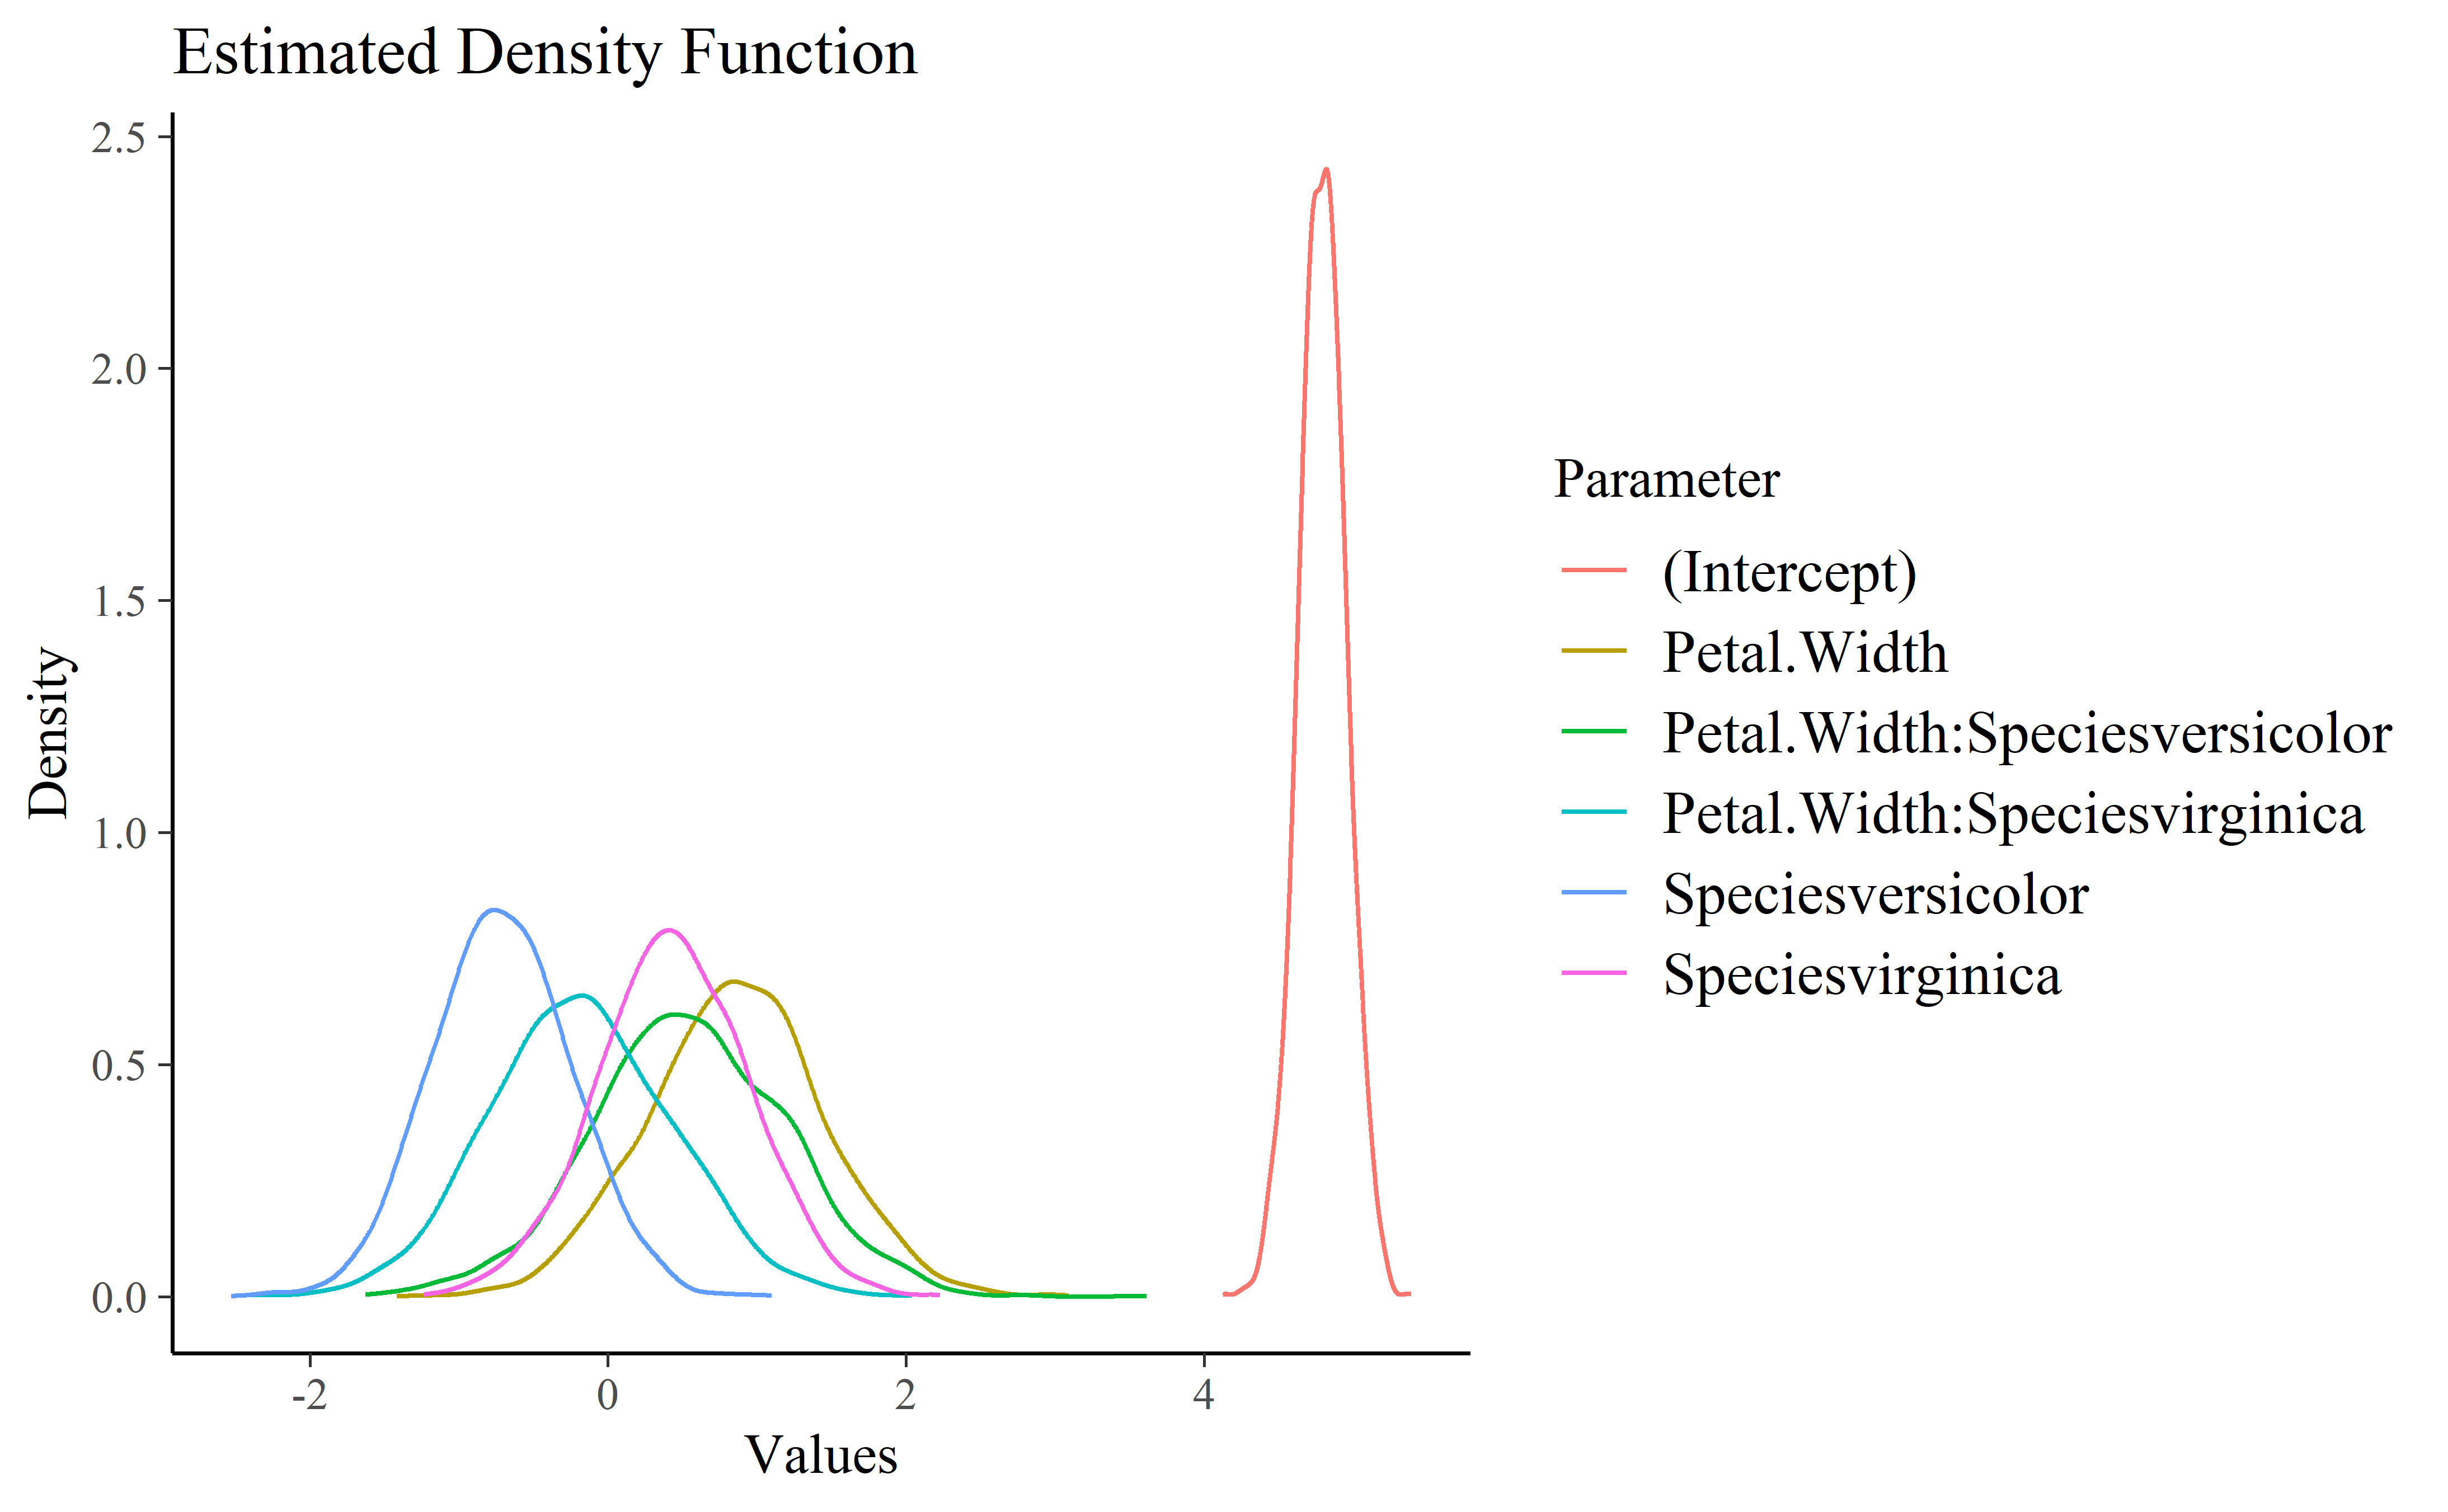 Estimated Density Function
2.5
2.0
1.5
1.0
0.5
0.0
Density
-2 0 2 4
Values
Parameter
(Intercept)
Petal.Width
Petal.Width:Speciesversicolor
Petal.Width:Speciesvirginica
Speciesversicolor
Speciesvirginica